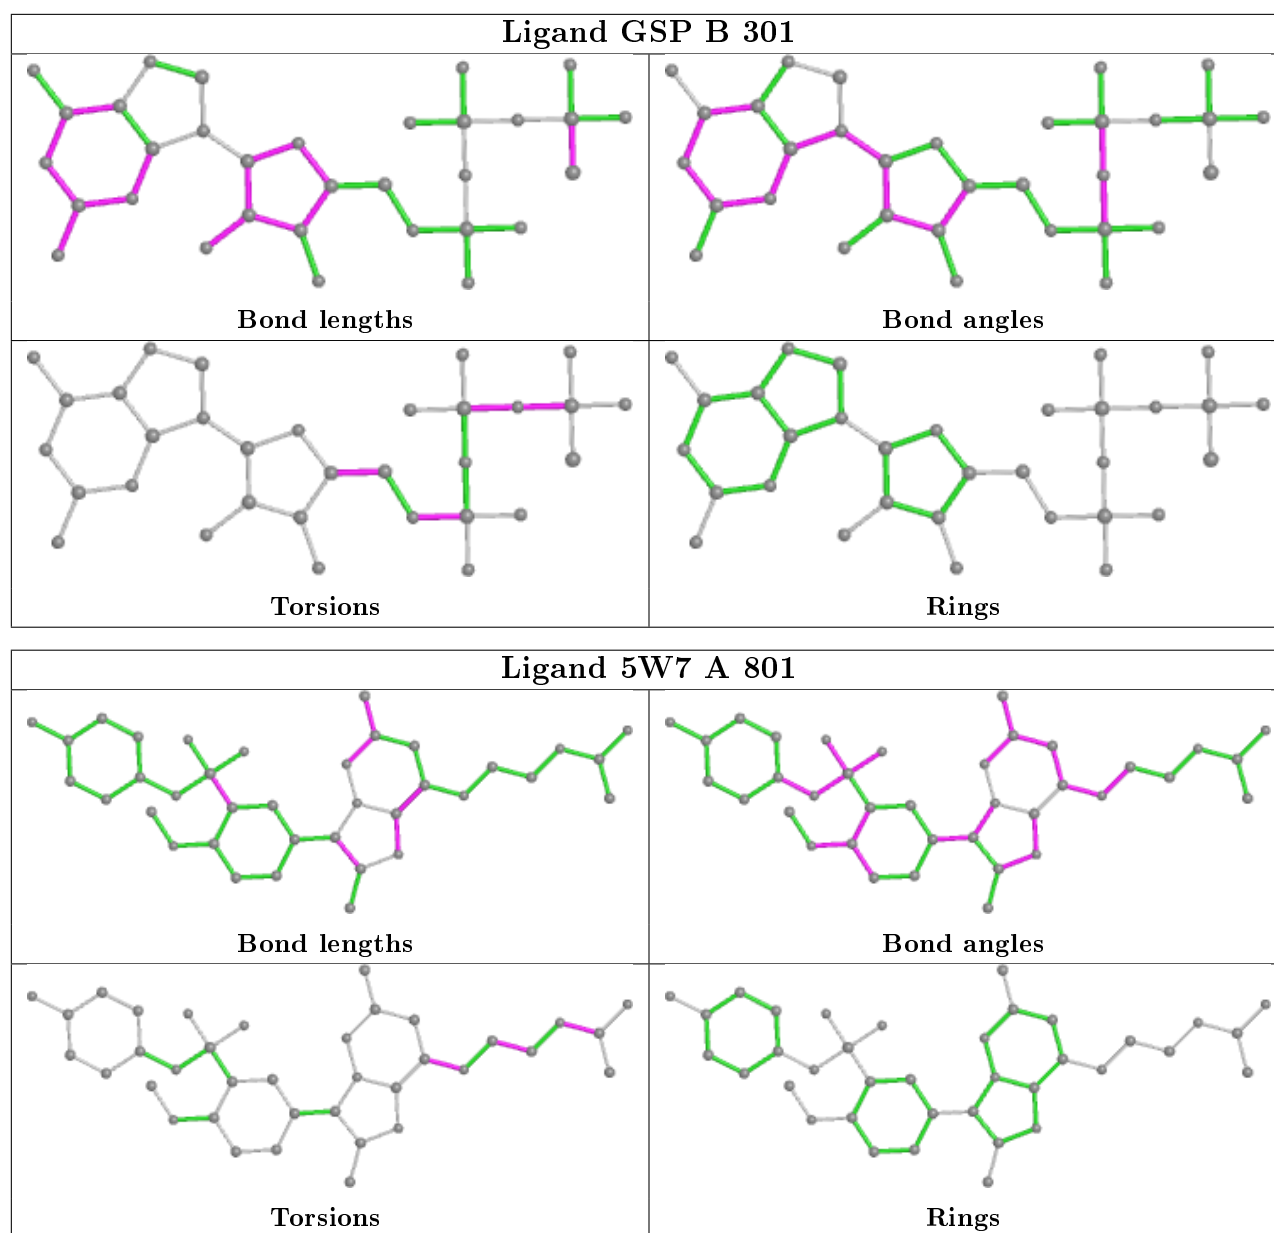 Ligand GSP B 301
Bond lengths
Bond angles
Torsions
Rings
Ligand 5W7 A 801
Bond lengths
Bond angles
Torsions
Rings